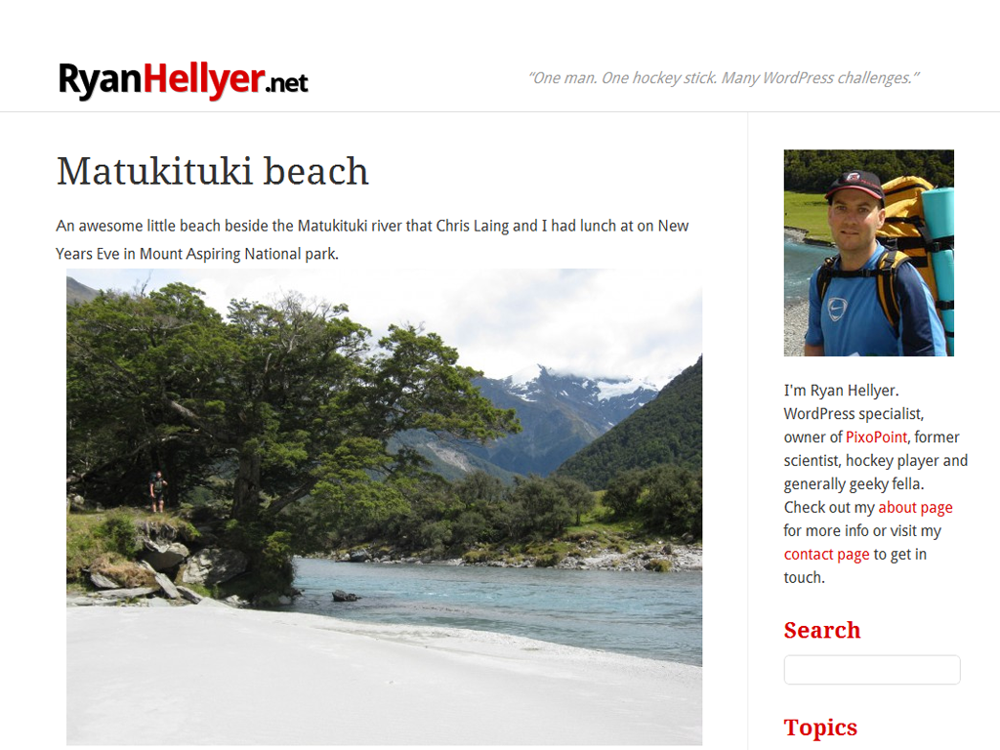 RyanHellyer.net
“One man. One hockey stick. Many WordPress challenges.”
Matukituki beach
An awesome little beach beside the Matukituki river that Chris Laing and I had lunch at on New
Years Eve in Mount Aspiring National park.
I'm Ryan Hellyer.
WordPress specialist,
owner of PixoPoint, former
scientist, hockey player and
generally geeky fella.
Check out my about page
for more info or visit my
contact page to get in
touch.
Search
Topics